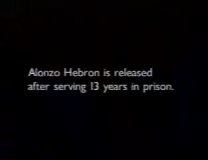 Alonzo Hebron is released
after serving 13 years in prison.